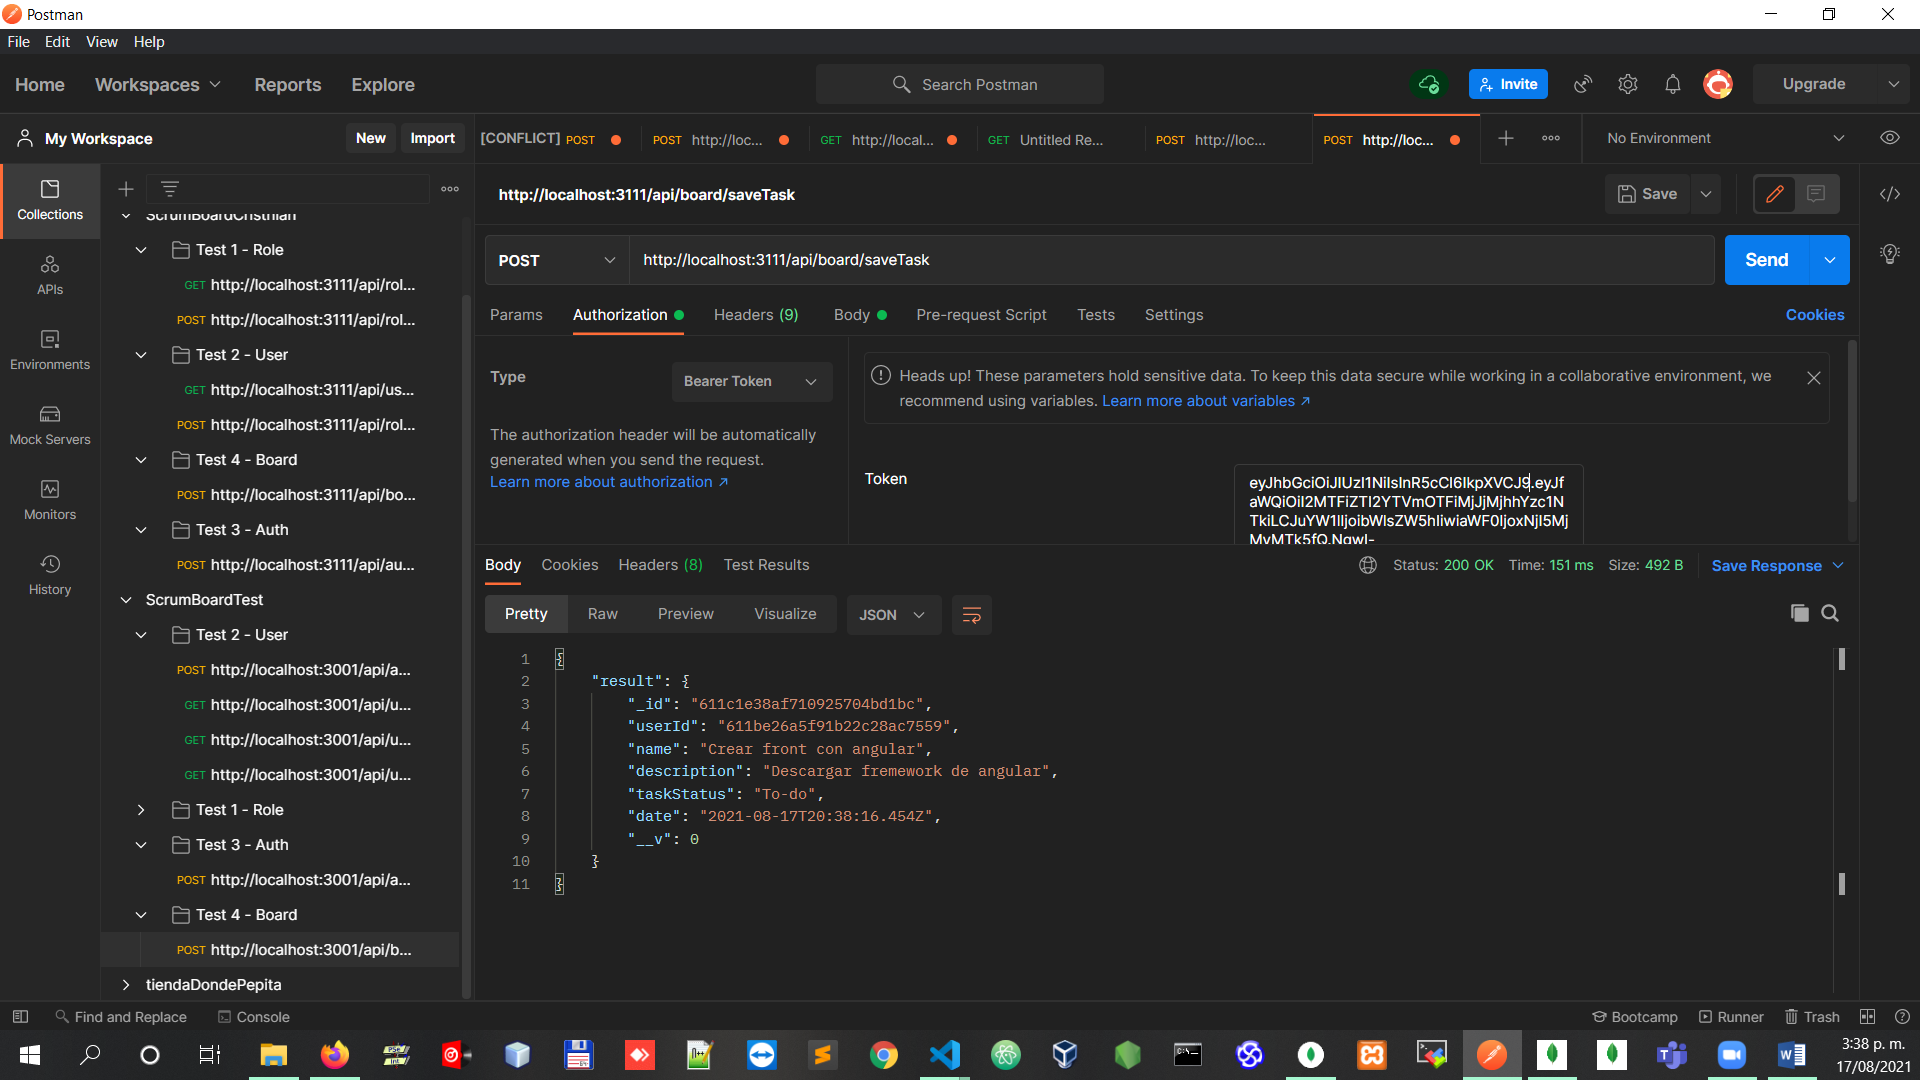 Postman
File Edit View Help
Home Workspaces Reports Explore
Search Postman
Invite
Upgrade
My Workspace
New
Import
[CONFLICT] POST
POST http://loc...
GET http://local...
GET Untitled Re...
POST http://loc...
POST http://loc...
No Environment
Collections
APIs
Environments
Mock Servers
Monitors
History
ScrumBoardCristhian
Test 1 - Role
GET http://localhost:3111/api/rol...
POST http://localhost:3111/api/rol...
Test 2 - User
GET http://localhost:3111/api/us...
POST http://localhost:3111/api/rol...
Test 4 - Board
POST http://localhost:3111/api/bo...
Test 3 - Auth
POST http://localhost:3111/api/au...
ScrumBoardTest
Test 2 - User
POST http://localhost:3001/api/a...
GET http://localhost:3001/api/u...
GET http://localhost:3001/api/u...
GET http://localhost:3001/api/u...
Test 1 - Role
Test 3 - Auth
POST http://localhost:3001/api/a...
Test 4 - Board
POST http://localhost:3001/api/b...
tiendaDondePepita
http://localhost:3111/api/board/saveTask
Save
POST
http://localhost:3111/api/board/saveTask
Send
Params Authorization Headers (9) Body Pre-request Script Tests Settings
Cookies
Type
Bearer Token
The authorization header will be automatically
generated when you send the request.
Learn more about authorization ↗
Heads up! These parameters hold sensitive data. To keep this data secure while working in a collaborative environment, we
recommend using variables. Learn more about variables ↗
Token
eyJhbGciOiJIUzI1NiIsInR5cCI6IkpXVCJ9.eyJf
aWQiOiI2MTFiZTI2YTVmOTFiMjJjMjhhYzc1N
TkiLCJuYW1lIjoibWlsZW5hIiwiaWF0IjoxNjI5Mj
MyMTk5fQ.NgwI-
Body Cookies Headers (8) Test Results
Status: 200 OK Time: 151 ms Size: 492 B
Save Response
Pretty Raw Preview Visualize
JSON
1 {
2 "result": {
3 "_id": "611c1e38af710925704bd1bc",
4 "userId": "611be26a5f91b22c28ac7559",
5 "name": "Crear front con angular",
6 "description": "Descargar fremework de angular",
7 "taskStatus": "To-do",
8 "date": "2021-08-17T20:38:16.454Z",
9 "__v": 0
10 }
11 }
Find and Replace
Console
Bootcamp
Runner
Trash
3:38 p. m.
17/08/2021